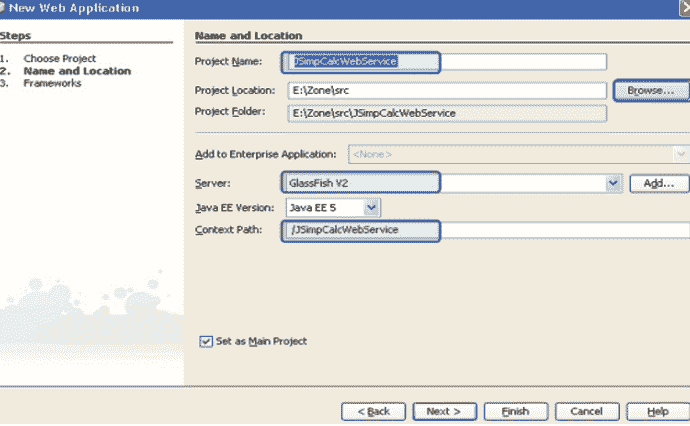 New Web Application
Steps
1. Choose Project
2. Name and Location
3. Frameworks
Name and Location
Project Name: JSimpCalcWebService
Project Location: E:\Zone\src Browse...
Project Folder: E:\Zone\src\JSimpCalcWebService
Add to Enterprise Application: <None>
Server: GlassFish V2 Add...
Java EE Version: Java EE 5
Context Path: /JSimpCalcWebService
Set as Main Project
< Back Next > Finish Cancel Help